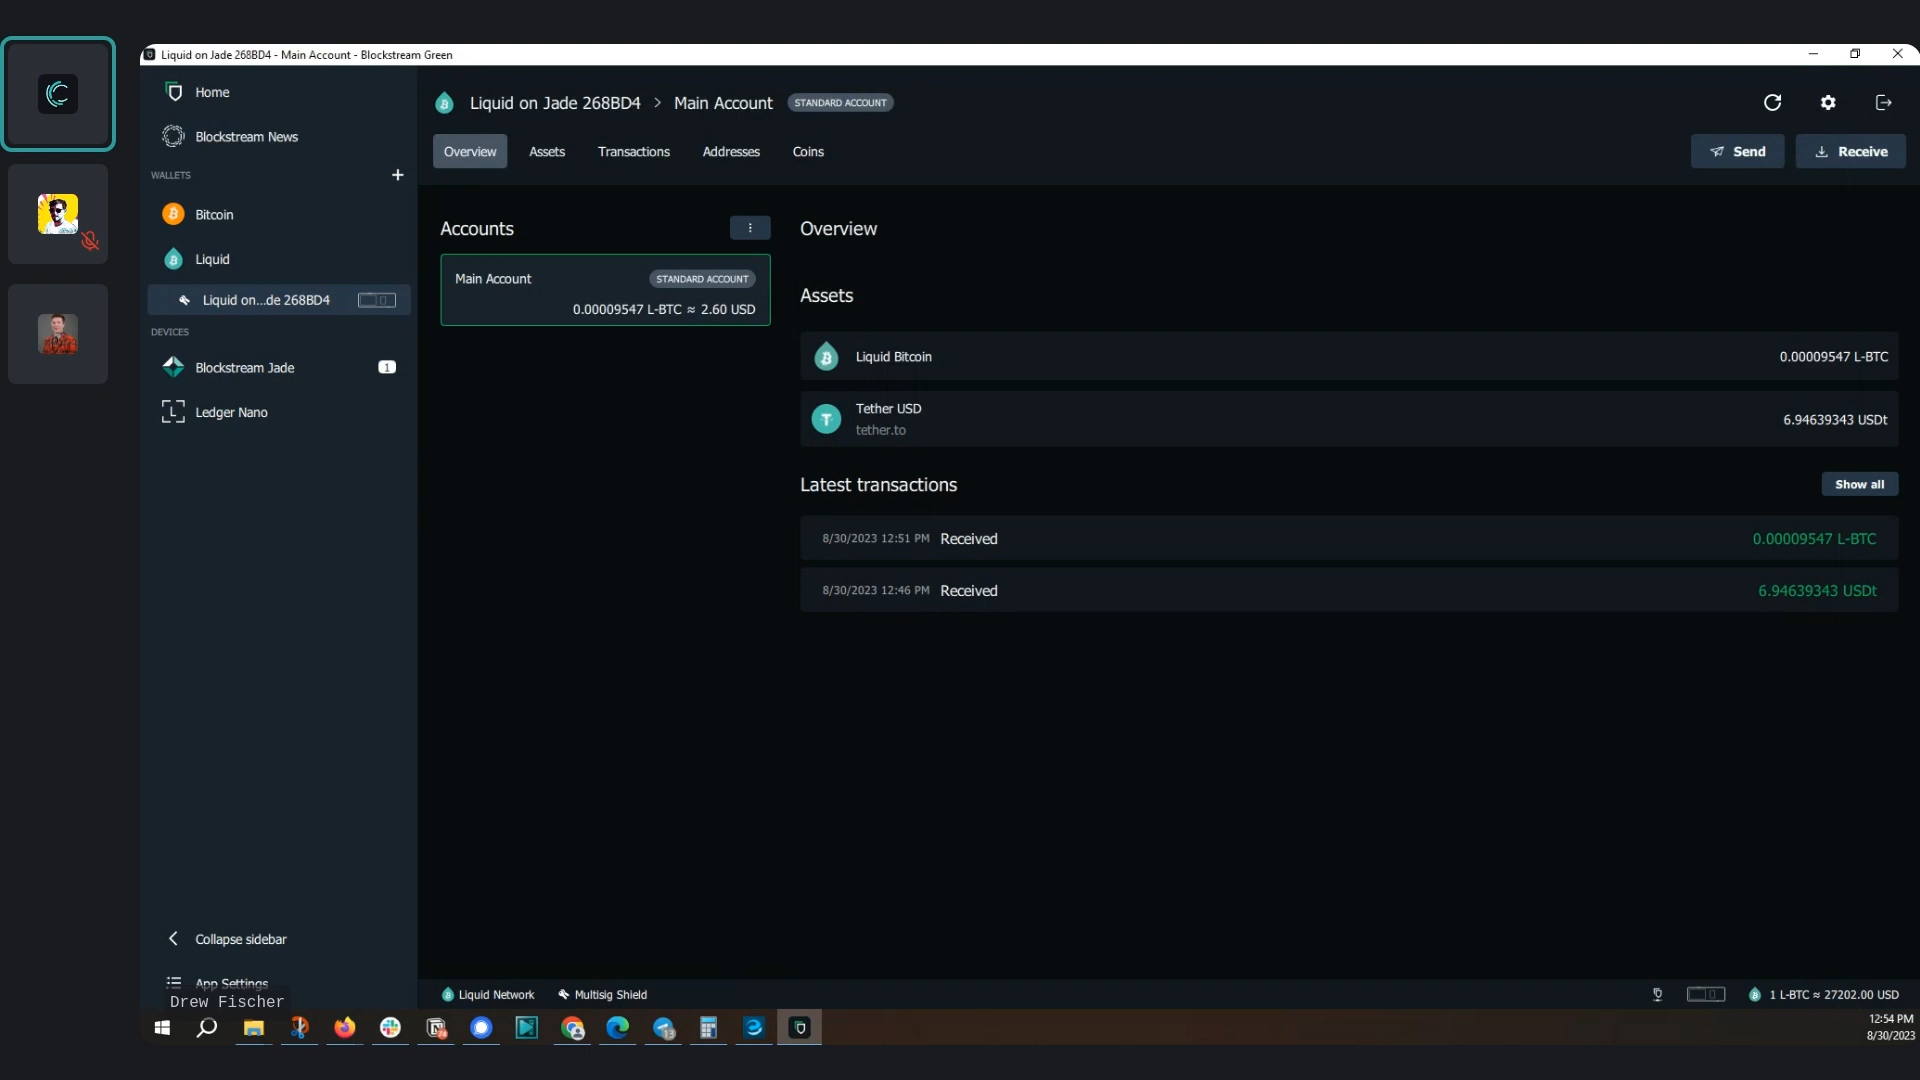 Liquid on Jade 268BD4 - Main Account - Blockstream Green
Home
Blockstream News
WALLETS
Bitcoin
Liquid
Liquid on...de 268BD4
DEVICES
Blockstream Jade 1
Ledger Nano
Collapse sidebar
App Settings
Drew Fischer
Liquid on Jade 268BD4 > Main Account STANDARD ACCOUNT
Overview Assets Transactions Addresses Coins
Send Receive
Accounts
Main Account STANDARD ACCOUNT
0.00009547 L-BTC ≈ 2.60 USD
Overview
Assets
Liquid Bitcoin 0.00009547 L-BTC
Tether USD
tether.to
6.94639343 USDt
Latest transactions Show all
8/30/2023 12:51 PM Received 0.00009547 L-BTC
8/30/2023 12:46 PM Received 6.94639343 USDt
Liquid Network Multisig Shield 1 L-BTC ≈ 27202.00 USD
12:54 PM
8/30/2023